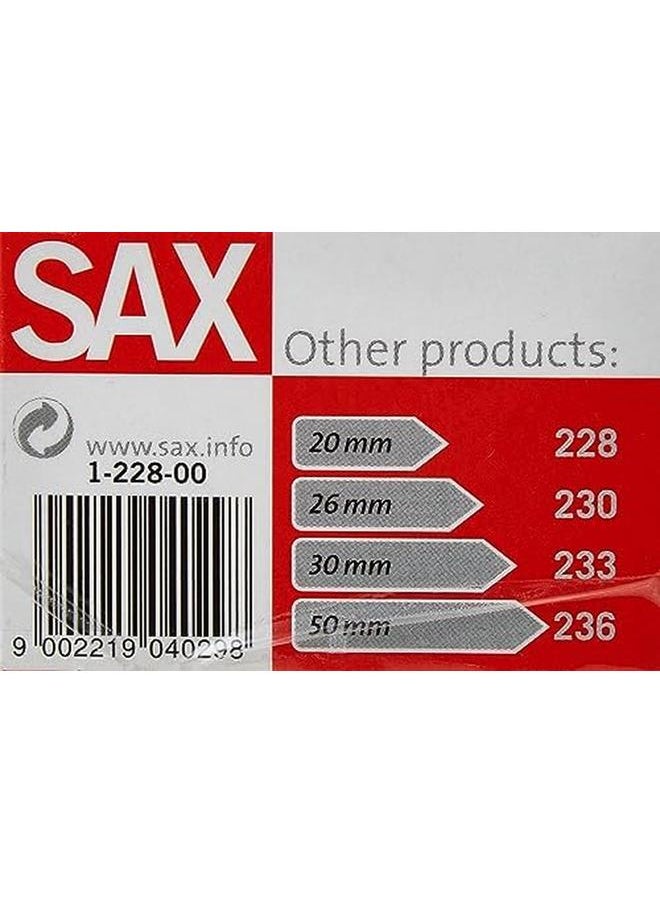 SAX
Other products:
www.sax.info
1-228-00
9 002219 040298
20 mm 228
26 mm 230
30 mm 233
50 mm 236